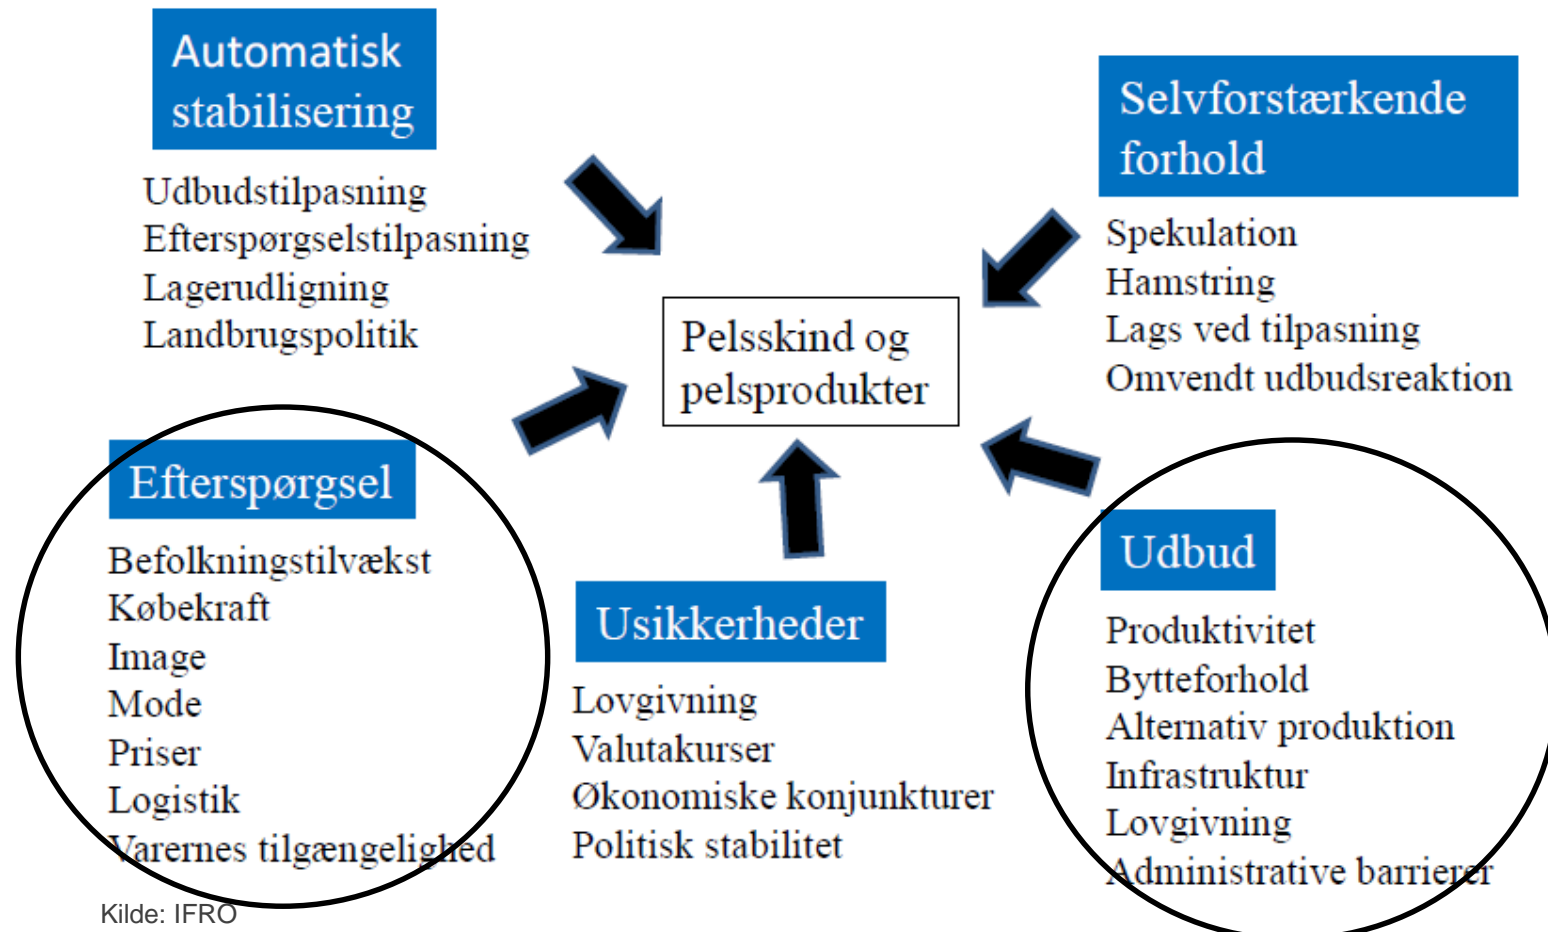 Automatisk
stabilisering
Udbudstilpasning
Efterspørgselstilpasning
Lagerudligning
Landbrugspolitik
Selvforstærkende
forhold
Spekulation
Hamstring
Lags ved tilpasning
Omvendt udbudsreaktion
Pelsskind og
pelsprodukter
Efterspørgsel
Befolkningstilvækst
Købekraft
Image
Mode
Priser
Logistik
Varernes tilgængelighed
Usikkerheder
Lovgivning
Valutakurser
Økonomiske konjunkturer
Politisk stabilitet
Udbud
Produktivitet
Bytteforhold
Alternativ produktion
Infrastruktur
Lovgivning
Administrative barrierer
Kilde: IFRO